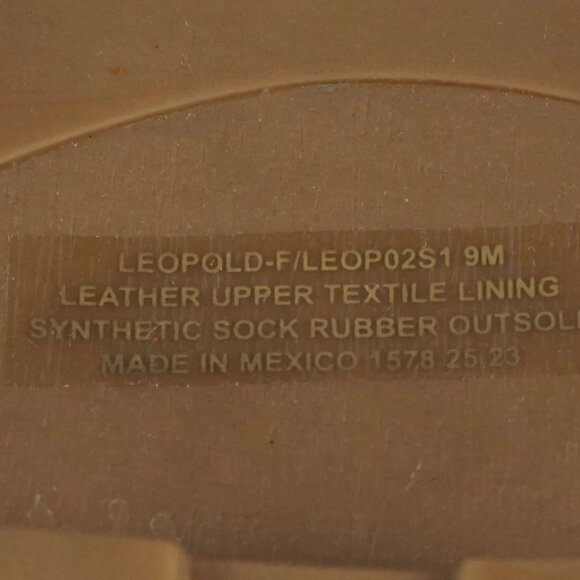 LEOPOLD-F/LEOP02S1 9M
LEATHER UPPER TEXTILE LINING
SYNTHETIC SOCK RUBBER OUTSOL
MADE IN MEXICO 1578 25 23